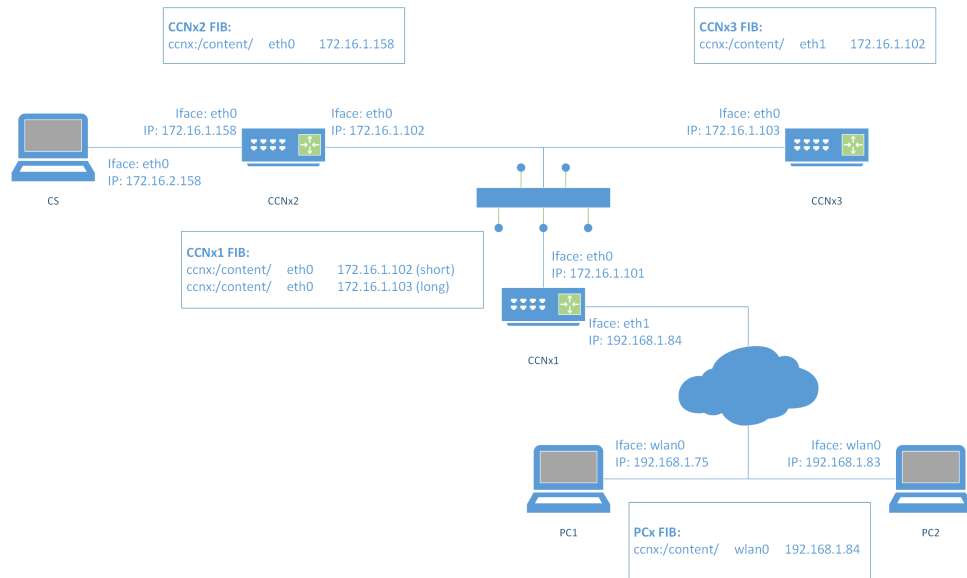 CCNx2 FIB:
ccnx:/content/ eth0 172.16.1.158
CCNx3 FIB:
ccnx:/content/ eth1 172.16.1.102
Iface: eth0
IP: 172.16.1.158
Iface: eth0
IP: 172.16.1.102
Iface: eth0
IP: 172.16.1.103
Iface: eth0
IP: 172.16.2.158
CS
CCNx2
CCNx3
CCNx1 FIB:
ccnx:/content/ eth0 172.16.1.102 (short)
ccnx:/content/ eth0 172.16.1.103 (long)
Iface: eth0
IP: 172.16.1.101
Iface: eth1
IP: 192.168.1.84
CCNx1
Iface: wlan0
IP: 192.168.1.75
Iface: wlan0
IP: 192.168.1.83
PC1
PC2
PCx FIB:
ccnx:/content/ wlan0 192.168.1.84